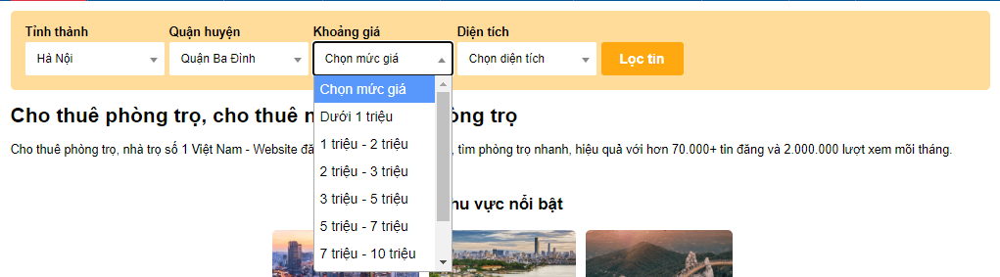 Tỉnh thành Quận huyện Khoảng giá Diện tích
Hà Nội Quận Ba Đình Chọn mức giá Chọn diện tích Lọc tin
Chọn mức giá
Dưới 1 triệu
1 triệu - 2 triệu
2 triệu - 3 triệu
3 triệu - 5 triệu
5 triệu - 7 triệu
7 triệu - 10 triệu
Cho thuê phòng trọ, cho thuê n òng trọ
Cho thuê phòng trọ, nhà trọ số 1 Việt Nam - Website đă , tìm phòng trọ nhanh, hiệu quả với hơn 70.000+ tin đăng và 2.000.000 lượt xem mỗi tháng.
hu vực nổi bật